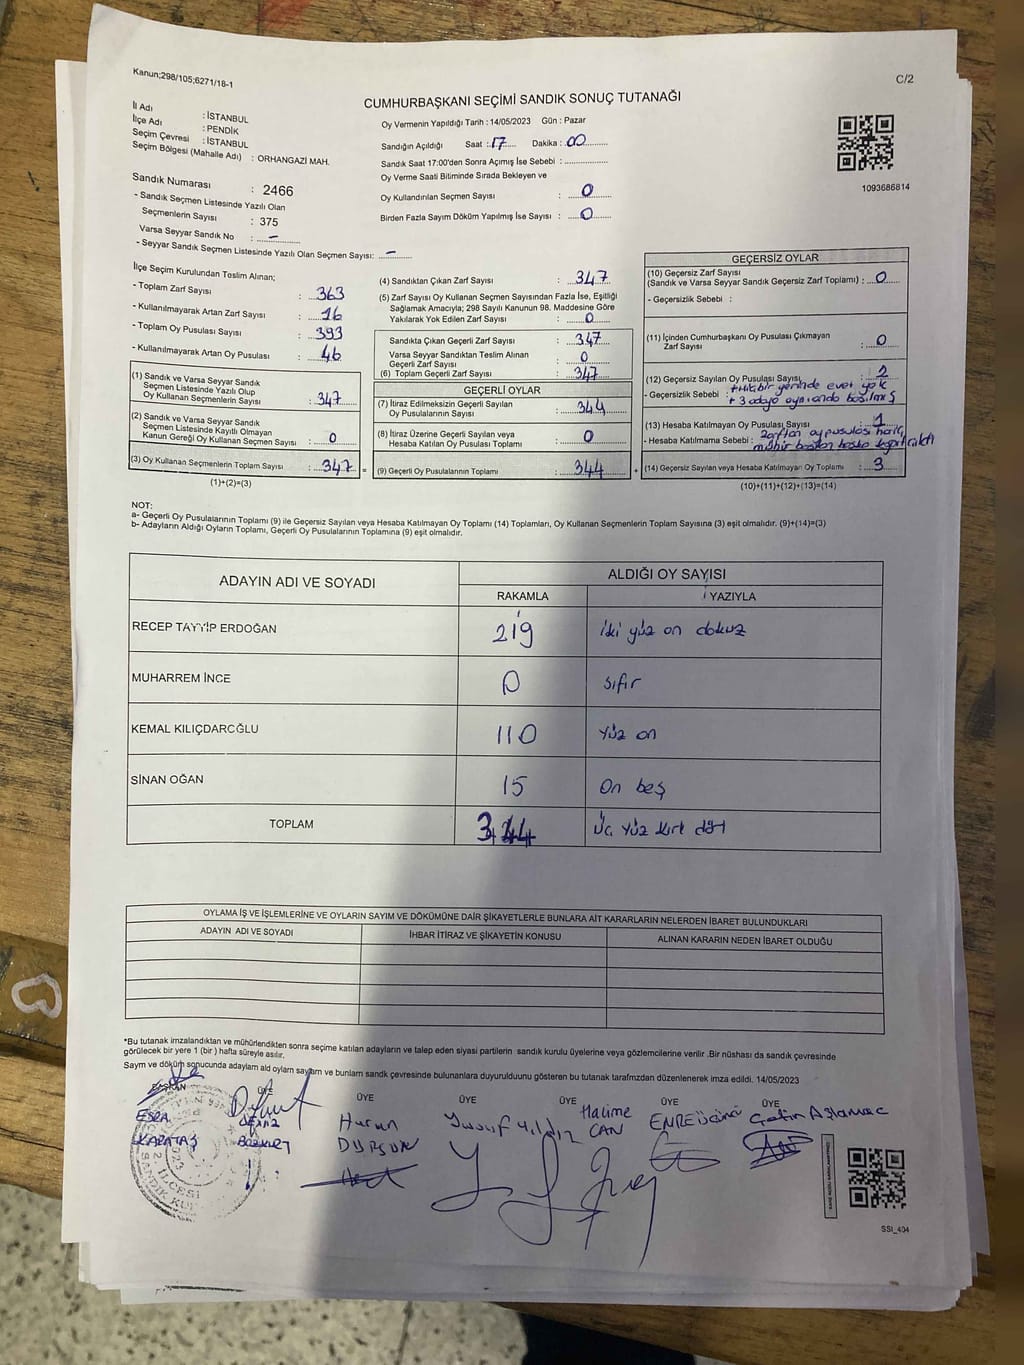 Kanun;298/105;6271/18-1
C/2
CUMHURBAŞKANI SEÇİMİ SANDIK SONUÇ TUTANAĞI
İl Adı : İSTANBUL
İlçe Adı : PENDİK
Seçim Çevresi : İSTANBUL
Seçim Bölgesi (Mahalle Adı) : ORHANGAZİ MAH.
Sandık Numarası : 2466
- Sandık Seçmen Listesinde Yazılı Olan
Seçmenlerin Sayısı : 375
Varsa Seyyar Sandık No : -
- Seyyar Sandık Seçmen Listesinde Yazılı Olan Seçmen Sayısı: -
Oy Vermenin Yapıldığı Tarih : 14/05/2023 Gün : Pazar
Sandığın Açıldığı Saat : 17 Dakika : 00
Sandık Saat 17:00'den Sonra Açımış İse Sebebi :
Oy Verme Saati Bitiminde Sırada Bekleyen ve
Oy Kullandırılan Seçmen Sayısı : 0
Birden Fazla Sayım Döküm Yapılmış İse Sayısı : 0
1093686814
İlçe Seçim Kurulundan Teslim Alınan;
- Toplam Zarf Sayısı : 363
- Kullanılmayarak Artan Zarf Sayısı : 16
- Toplam Oy Pusulası Sayısı : 393
- Kullanılmayarak Artan Oy Pusulası : 46
(1) Sandık ve Varsa Seyyar Sandık
Seçmen Listesinde Yazılı Olup
Oy Kullanan Seçmenlerin Sayısı : 347
(2) Sandık ve Varsa Seyyar Sandık
Seçmen Listesinde Kayıtlı Olmayan
Kanun Gereği Oy Kullanan Seçmen Sayısı : 0
(3) Oy Kullanan Seçmenlerin Toplam Sayısı : 347 =
(1)+(2)=(3)
(4) Sandıktan Çıkan Zarf Sayısı : 347
(5) Zarf Sayısı Oy Kullanan Seçmen Sayısından Fazla İse, Eşitliği
Sağlamak Amacıyla; 298 Sayılı Kanunun 98. Maddesine Göre
Yakılarak Yok Edilen Zarf Sayısı : 0
Sandıkta Çıkan Geçerli Zarf Sayısı : 347
Varsa Seyyar Sandıktan Teslim Alınan
Geçerli Zarf Sayısı : 0
(6) Toplam Geçerli Zarf Sayısı : 347
GEÇERLİ OYLAR
(7) İtiraz Edilmeksizin Geçerli Sayılan
Oy Pusulalarının Sayısı : 344
(8) İtiraz Üzerine Geçerli Sayılan veya
Hesaba Katılan Oy Pusulası Toplamı : 0
(9) Geçerli Oy Pusulalarının Toplamı : 344 +
GEÇERSİZ OYLAR
(10) Geçersiz Zarf Sayısı
(Sandık ve Varsa Seyyar Sandık Geçersiz Zarf Toplamı) : 0
- Geçersizlik Sebebi :
(11) İçinden Cumhurbaşkanı Oy Pusulası Çıkmayan
Zarf Sayısı : 0
(12) Geçersiz Sayılan Oy Pusulası Sayısı : 2
- Geçersizlik Sebebi : yerinde evet yok
+ 3 adaya aynı anda basılmış
(13) Hesaba Katılmayan Oy Pusulası Sayısı : 1
- Hesaba Katılmama Sebebi : Zarftan oy pusulası hariç,
mühür basılan başka kağıt çıktı
(14) Geçersiz Sayılan veya Hesaba Katılmayan Oy Toplamı : 3
(10)+(11)+(12)+(13)=(14)
NOT:
a- Geçerli Oy Pusulalarının Toplamı (9) ile Geçersiz Sayılan veya Hesaba Katılmayan Oy Toplamı (14) Toplamları, Oy Kullanan Seçmenlerin Toplam Sayısına (3) eşit olmalıdır. (9)+(14)=(3)
b- Adayların Aldığı Oyların Toplamı, Geçerli Oy Pusulalarının Toplamına (9) eşit olmalıdır.
ADAYIN ADI VE SOYADI ALDIĞI OY SAYISI
RAKAMLA YAZIYLA
RECEP TAYYİP ERDOĞAN 219 iki yüz on dokuz
MUHARREM İNCE 0 sıfır
KEMAL KILIÇDAROĞLU 110 yüz on
SİNAN OĞAN 15 on beş
TOPLAM 344 üç yüz kırk dört
OYLAMA İŞ VE İŞLEMLERİNE VE OYLARIN SAYIM VE DÖKÜMÜNE DAİR ŞİKAYETLERLE BUNLARA AİT KARARLARIN NELERDEN İBARET BULUNDUKLARI
ADAYIN ADI VE SOYADI İHBAR İTİRAZ VE ŞİKAYETİN KONUSU ALINAN KARARIN NEDEN İBARET OLDUĞU
*Bu tutanak imzalandıktan ve mühürlendikten sonra seçime katılan adayların ve talep eden siyasi partilerin sandık kurulu üyelerine veya gözlemcilerine verilir .Bir nüshası da sandık çevresinde
görülecek bir yere 1 (bir ) hafta süreyle asılır.
Sayım ve döküm sonucunda adayların aldı oyların sayısını ve bunların sandk çevresinde bulunanlara duyurulduunu gösteren bu tutanak tarafmzdan düzenlenerek imza edildi. 14/05/2023
BAŞKAN ÜYE ÜYE ÜYE ÜYE ÜYE ÜYE
ESRA KARATAŞ
DENİZ BOZKURT
Harun DURSUN
Yusuf Yıldız
Halime CAN
Çetin Aşlamac
SSI_404